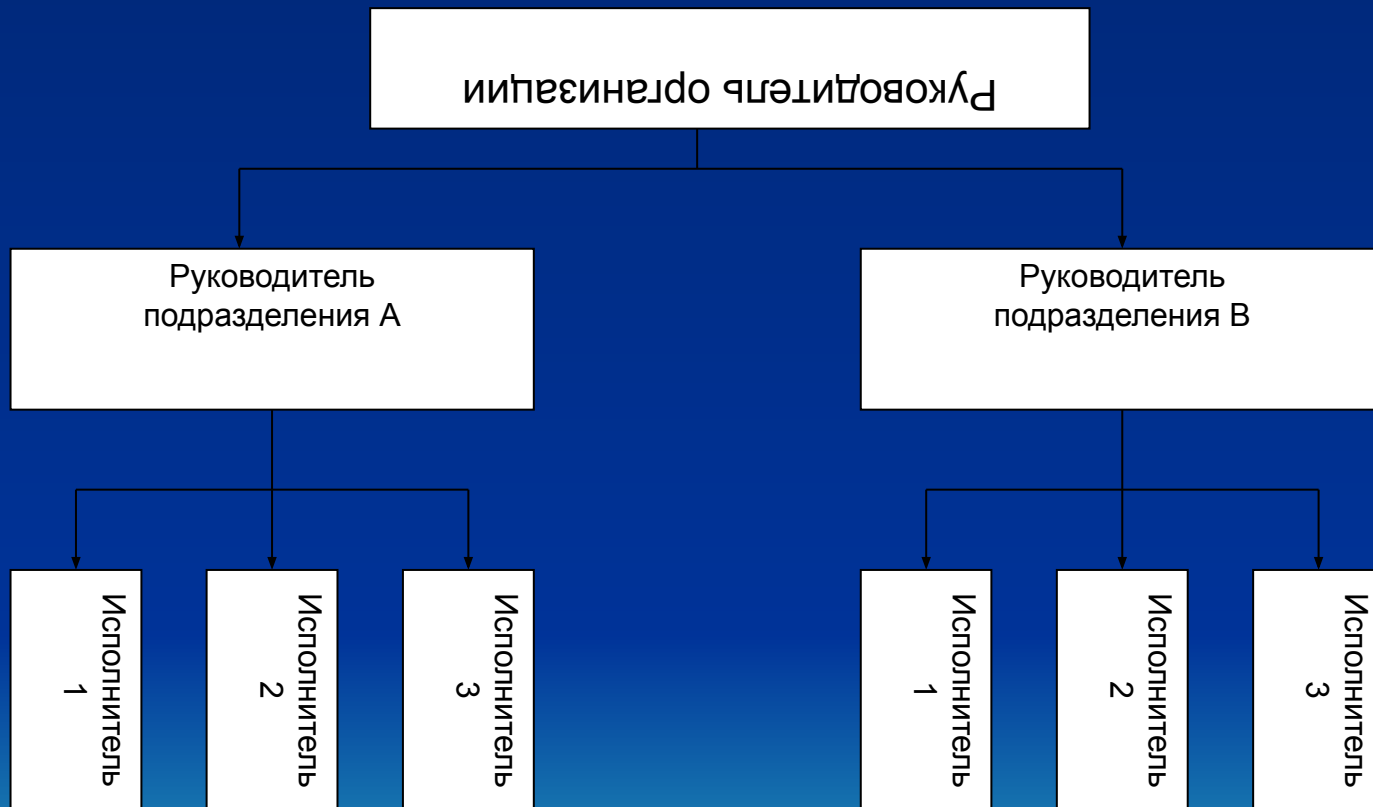 Руководитель организации
Руководитель
подразделения А
Руководитель
подразделения В
Исполнитель
1
Исполнитель
2
Исполнитель
3
Исполнитель
1
Исполнитель
2
Исполнитель
3